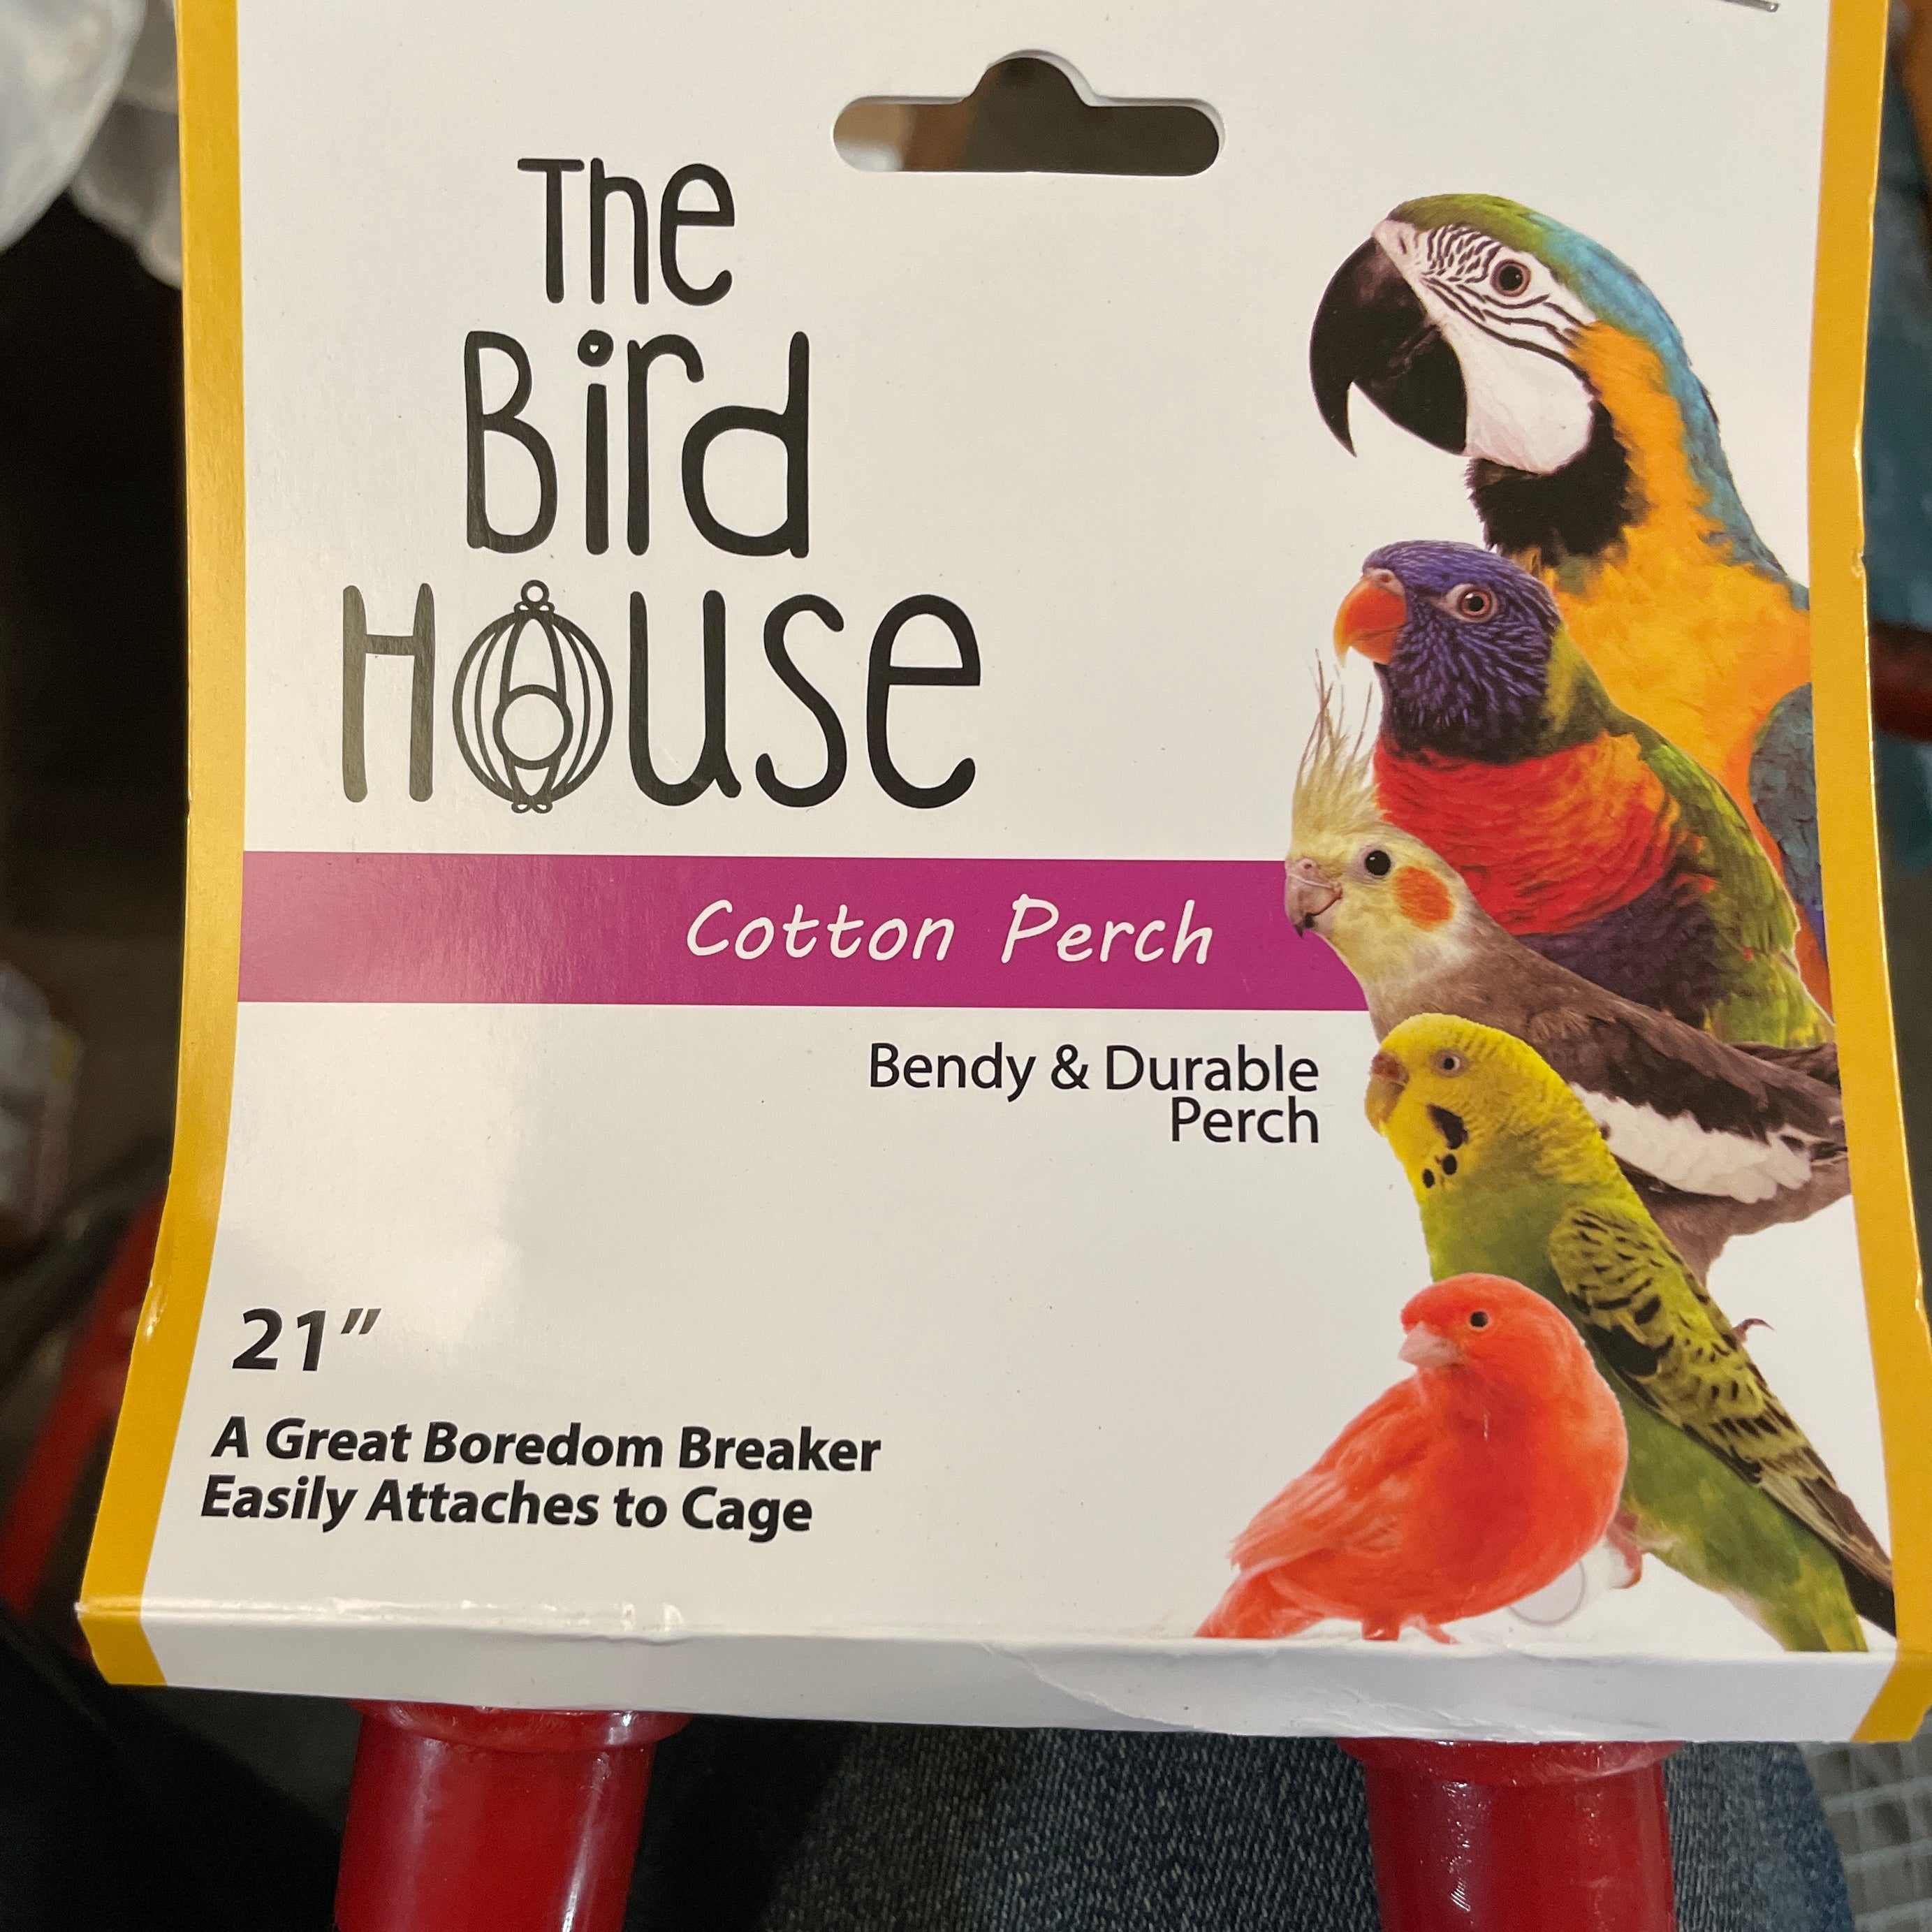 The
Bird
House
Cotton Perch
Bendy & Durable
Perch
21"
A Great Boredom Breaker
Easily Attaches to Cage